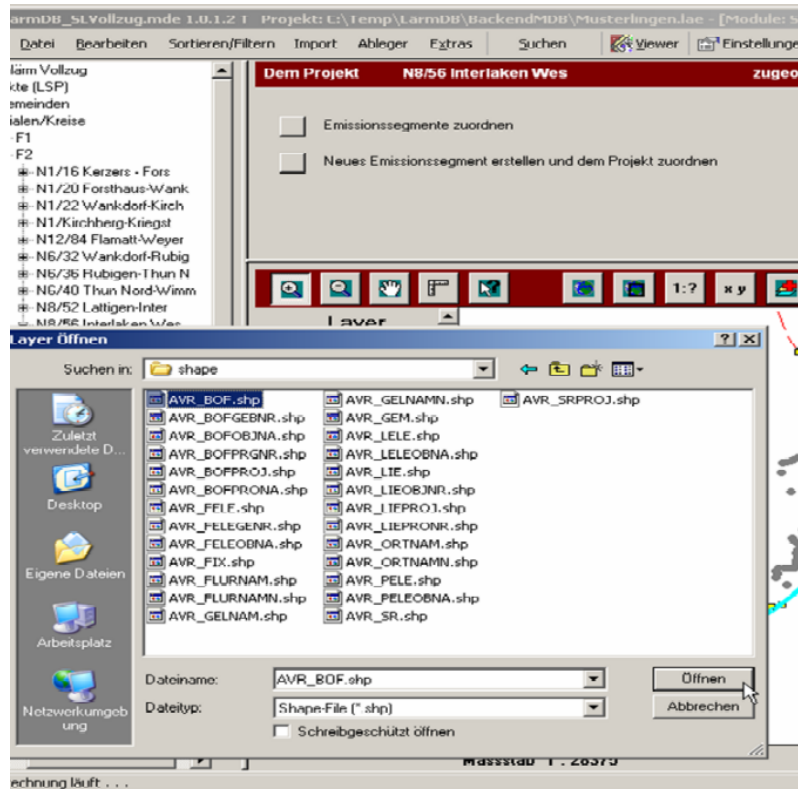 armDB_SLVollzug.mde 1.0.1.2 T Projekt: C:\Temp\LarmDB\BackendMDB\Musterlingen.lae - [Module: S
Datei Bearbeiten Sortieren/Filtern Import Ableger Extras Suchen Viewer Einstellunge
lärm Vollzug
kte (LSP)
emeinden
ialen/Kreise
F1
F2
N1/16 Kerzers - Fors
N1/20 Forsthaus-Wank
N1/22 Wankdorf-Kirch
N1/Kirchberg-Kriegst
N12/84 Flamatt-Weyer
N6/32 Wankdorf-Rubig
N6/36 Rubigen-Thun N
N6/40 Thun Nord-Wimm
N8/52 Lattigen-Inter
N8/56 Interlaken Wes
Dem Projekt N8/56 Interlaken Wes zugeo
Emissionssegmente zuordnen
Neues Emissionssegment erstellen und dem Projekt zuordnen
1:? x y
Layer
Layer Öffnen
Suchen in: shape
Zuletzt verwendete D...
Desktop
Eigene Dateien
Arbeitsplatz
Netzwerkumgeb
ung
AVR_BOF.shp
AVR_BOFGEBNR.shp
AVR_BOFOBJNA.shp
AVR_BOFPRGNR.shp
AVR_BOFPROJ.shp
AVR_BOFPRONA.shp
AVR_FELE.shp
AVR_FELEGENR.shp
AVR_FELEOBNA.shp
AVR_FIX.shp
AVR_FLURNAM.shp
AVR_FLURNAMN.shp
AVR_GELNAM.shp
AVR_GELNAMN.shp
AVR_GEM.shp
AVR_LELE.shp
AVR_LELEOBNA.shp
AVR_LIE.shp
AVR_LIEOBJNR.shp
AVR_LIEPROJ.shp
AVR_LIEPRONR.shp
AVR_ORTNAM.shp
AVR_ORTNAMN.shp
AVR_PELE.shp
AVR_PELEOBNA.shp
AVR_SR.shp
AVR_SRPROJ.shp
Dateiname: AVR_BOF.shp Öffnen
Dateityp: Shape-File (*.shp) Abbrechen
Schreibgeschützt öffnen
Massstab 1 : 28375
echnung läuft . . .